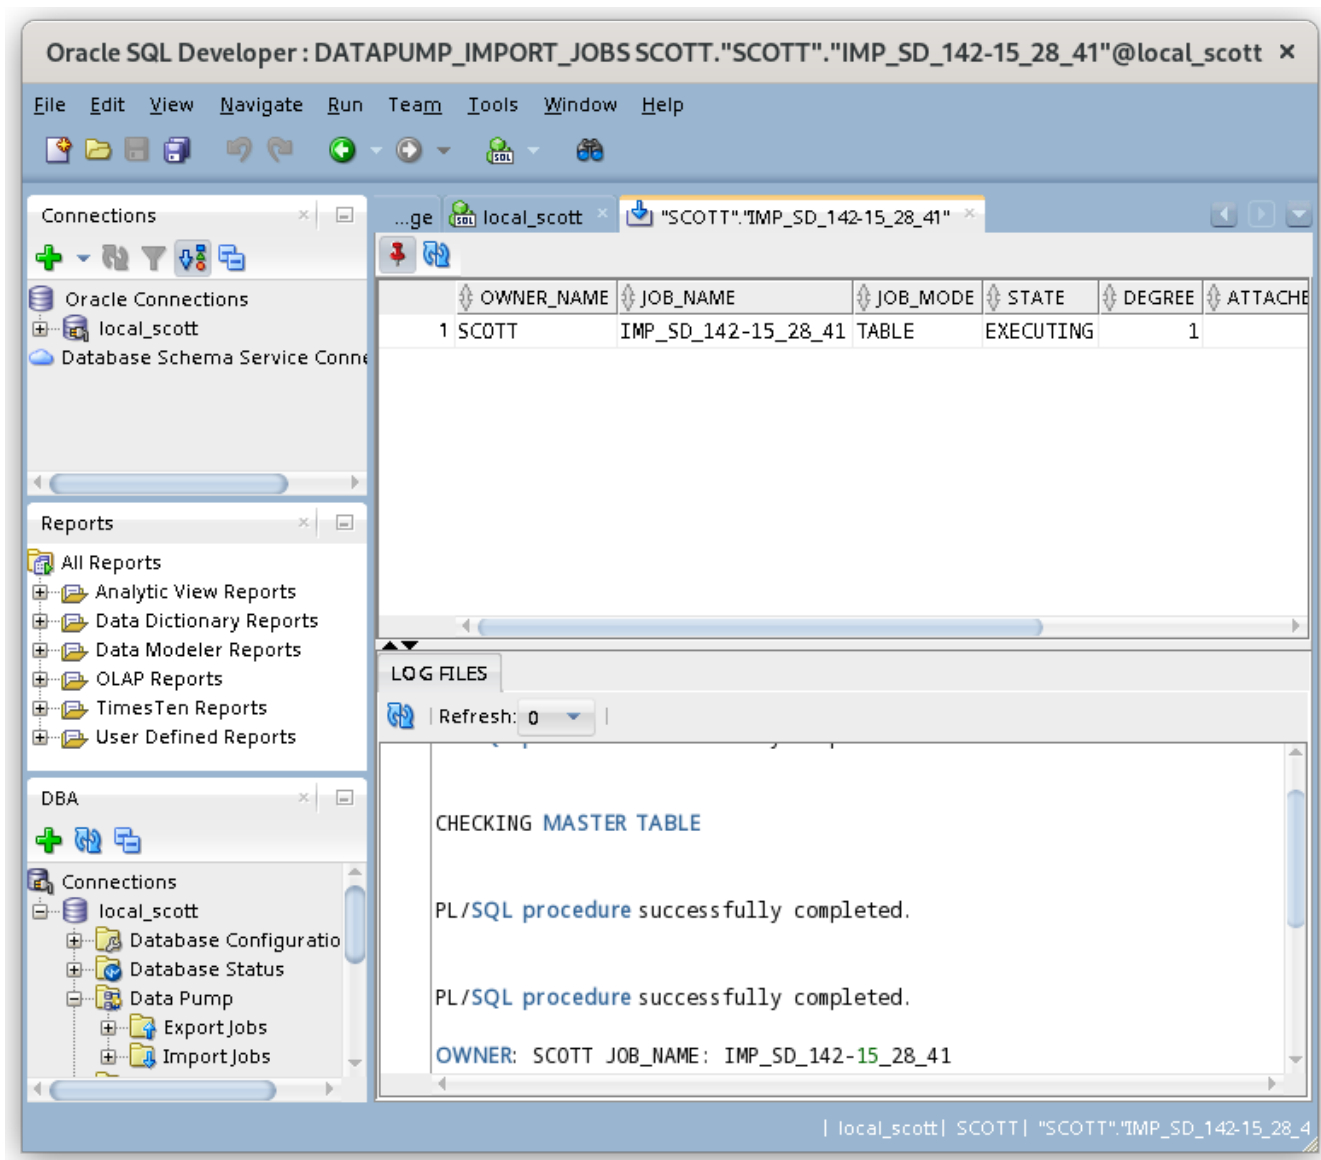 Oracle SQL Developer : DATAPUMP_IMPORT_JOBS SCOTT."SCOTT"."IMP_SD_142-15_28_41"@local_scott ×
File Edit View Navigate Run Team Tools Window Help
Connections
Oracle Connections
local_scott
Database Schema Service Conne
Reports
All Reports
Analytic View Reports
Data Dictionary Reports
Data Modeler Reports
OLAP Reports
TimesTen Reports
User Defined Reports
DBA
Connections
local_scott
Database Configuratio
Database Status
Data Pump
Export Jobs
Import Jobs
...ge local_scott "SCOTT"."IMP_SD_142-15_28_41"
OWNER_NAME JOB_NAME JOB_MODE STATE DEGREE ATTACHE
1 SCOTT IMP_SD_142-15_28_41 TABLE EXECUTING 1
LOG FILES
Refresh: 0
CHECKING MASTER TABLE
PL/SQL procedure successfully completed.
PL/SQL procedure successfully completed.
OWNER: SCOTT JOB_NAME: IMP_SD_142-15_28_41
| local_scott| SCOTT| "SCOTT"."IMP_SD_142-15_28_4